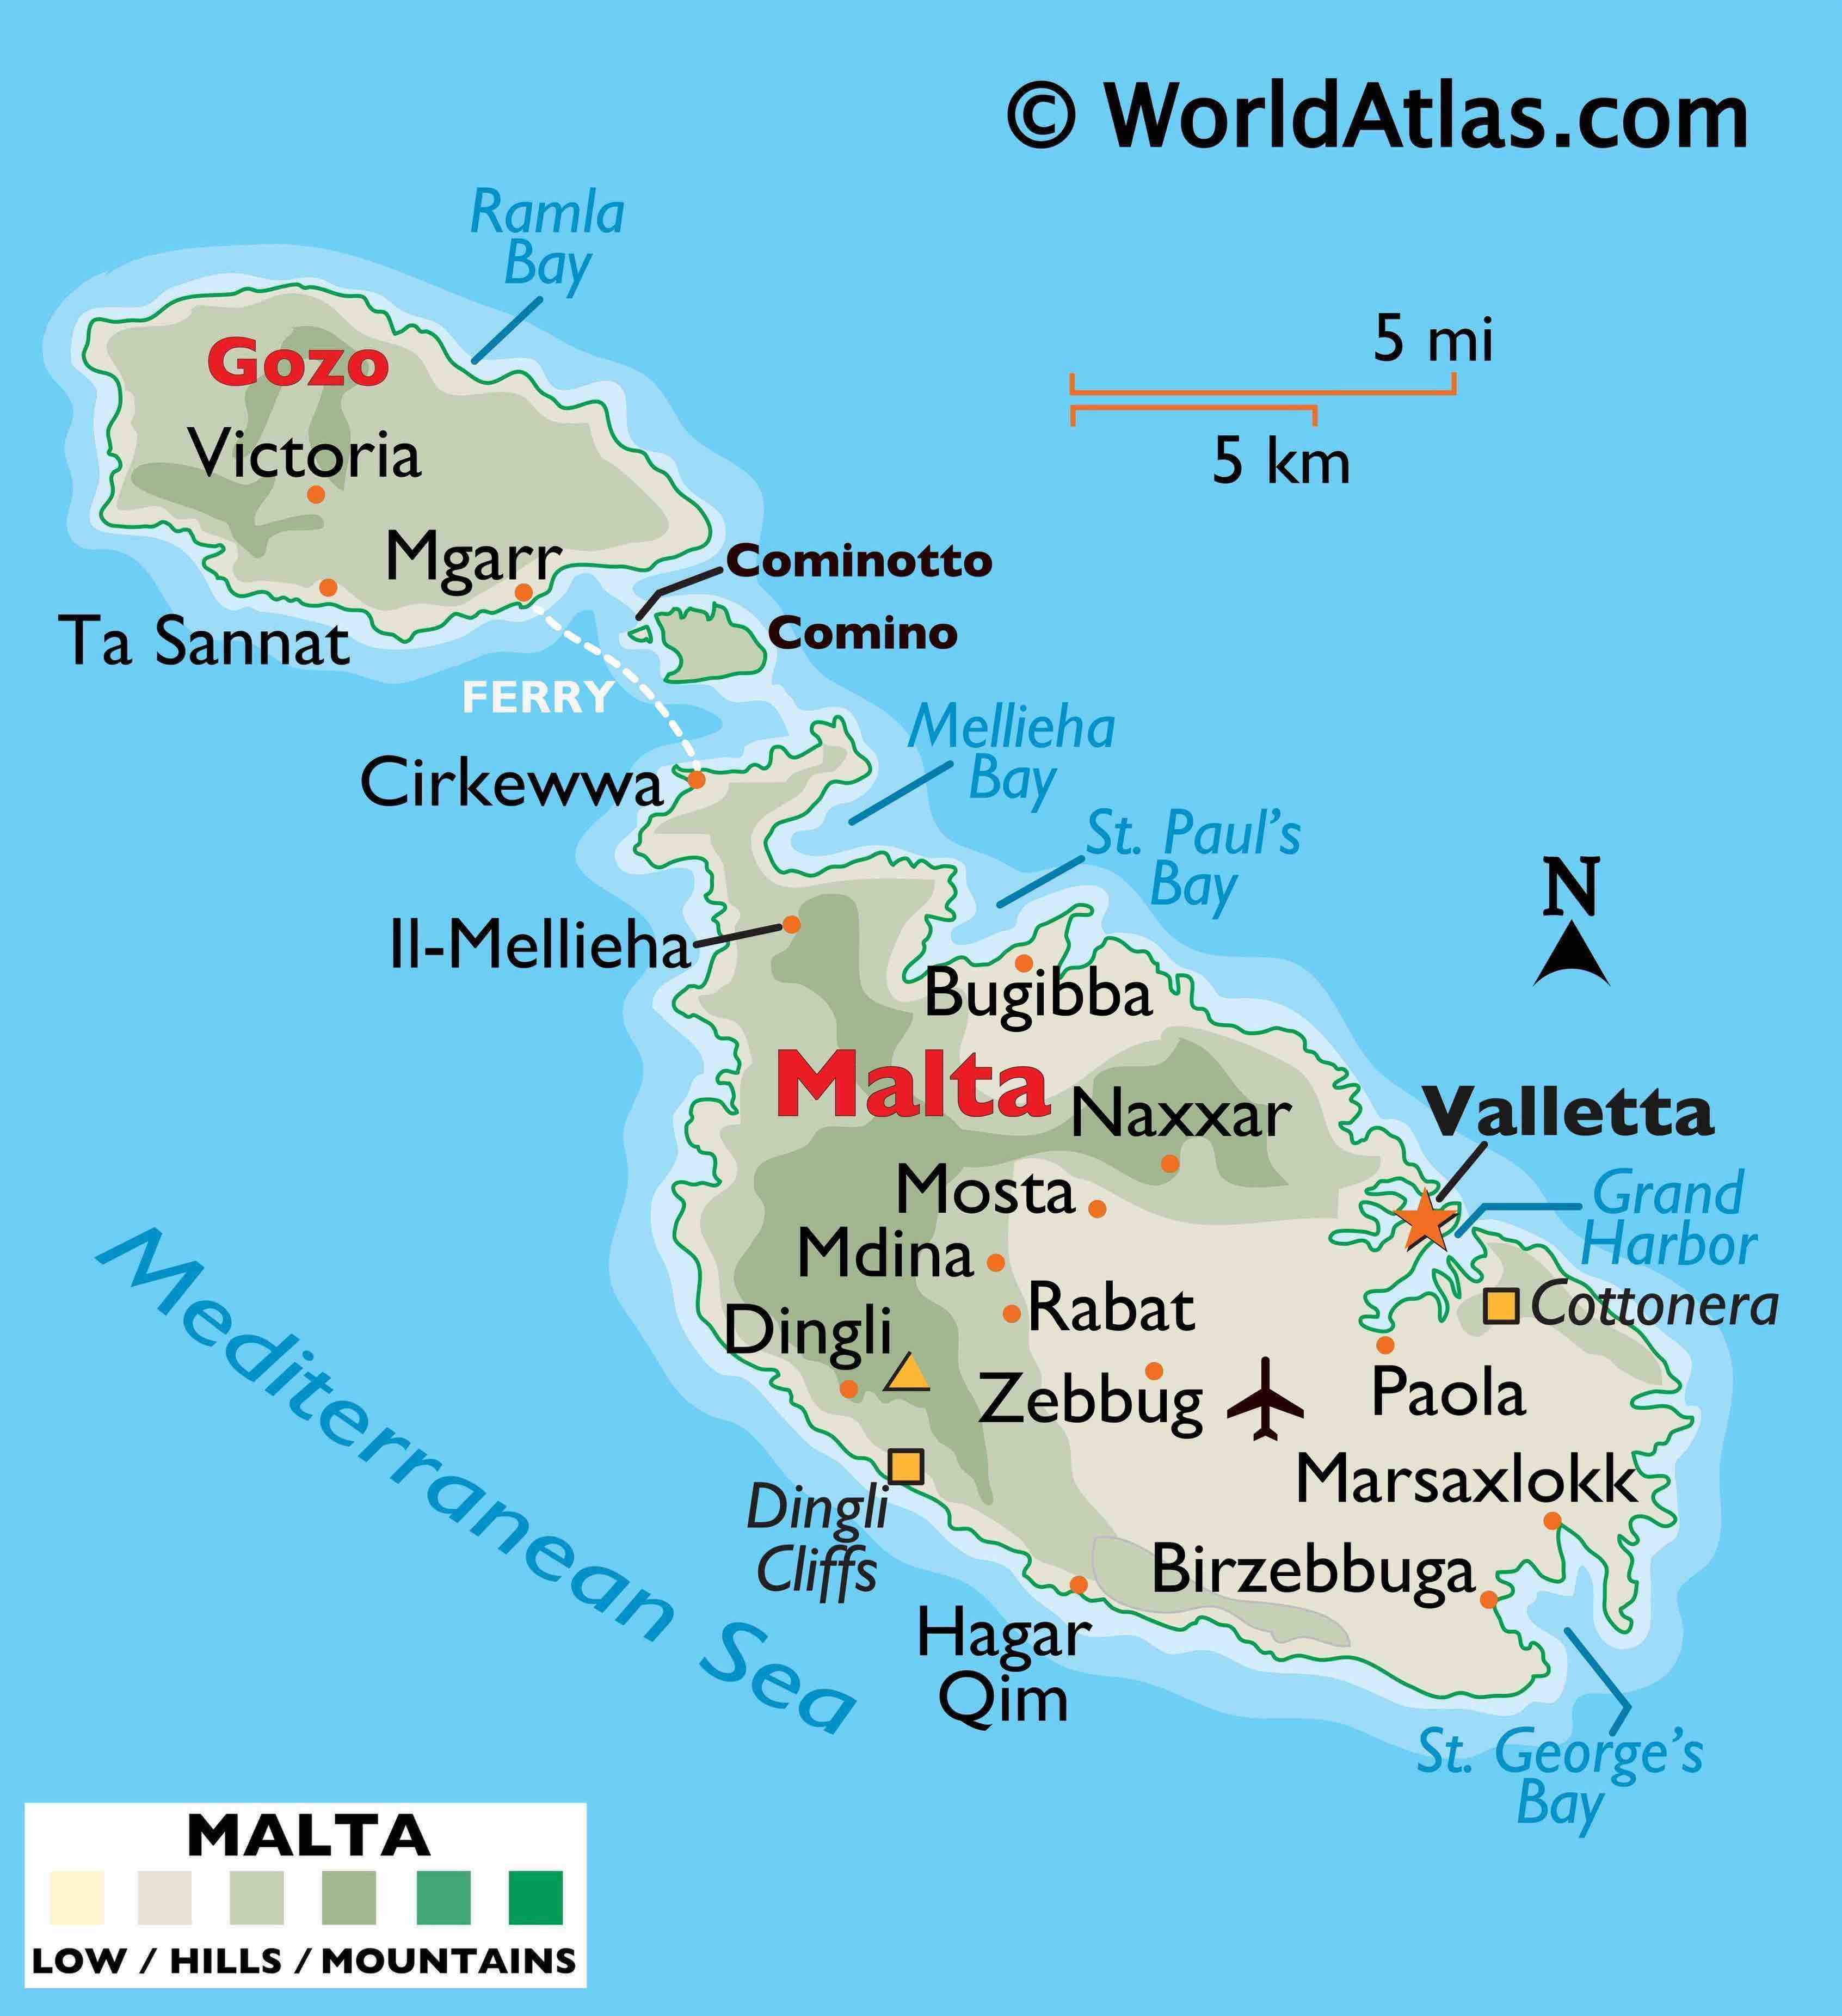 © WorldAtlas.com
Ramla
Bay
5 mi
5 km
Gozo
Victoria
Mgarr
Ta Sannat
Cominotto
Comino
FERRY
Mellieha
Bay
Cirkewwa
St. Paul's
Bay
N
Il-Mellieha
Bugibba
Malta
Naxxar
Valletta
Mosta
Grand
Harbor
Mdina
Rabat
Cottonera
Dingli
Zebbug
Paola
Marsaxlokk
Dingli
Cliffs
Birzebbuga
Hagar
Qim
Mediterranean Sea
St. George's
Bay
MALTA
LOW / HILLS / MOUNTAINS